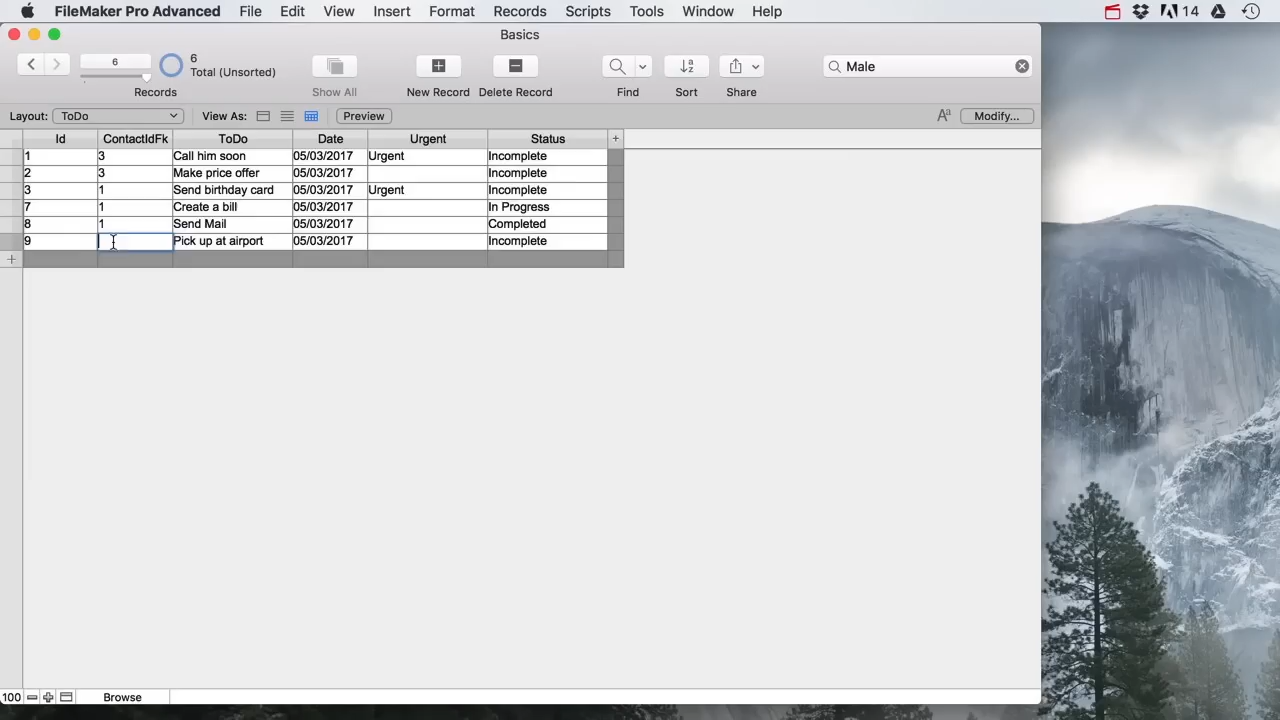 FileMaker Pro Advanced File Edit View Insert Format Records Scripts Tools Window Help 14
Basics
6 6 Total (Unsorted) Male
Records Show All New Record Delete Record Find Sort Share
Layout: ToDo View As: Preview Aa Modify...
Id ContactIdFk ToDo Date Urgent Status +
1 3 Call him soon 05/03/2017 Urgent Incomplete
2 3 Make price offer 05/03/2017 Incomplete
3 1 Send birthday card 05/03/2017 Urgent Incomplete
7 1 Create a bill 05/03/2017 In Progress
8 1 Send Mail 05/03/2017 Completed
9 Pick up at airport 05/03/2017 Incomplete
+
100 Browse